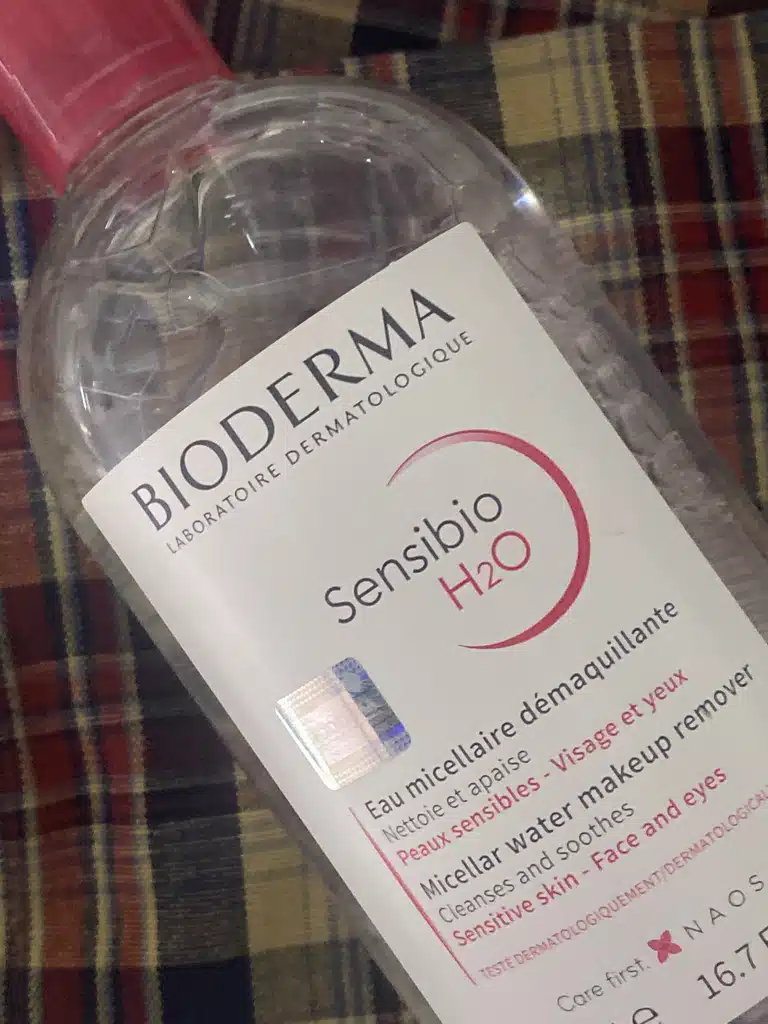 BIODERMA
LABORATOIRE DERMATOLOGIQUE
Sensibio
H2O
Eau micellaire démaquillante
Nettoie et apaise
Peaux sensibles - Visage et yeux
Micellar water makeup remover
Cleanses and soothes
Sensitive skin - Face and eyes
TESTÉ DERMATOLOGIQUEMENT/DERMATOLOGICALLY
Care first. NAOS
16.7 F